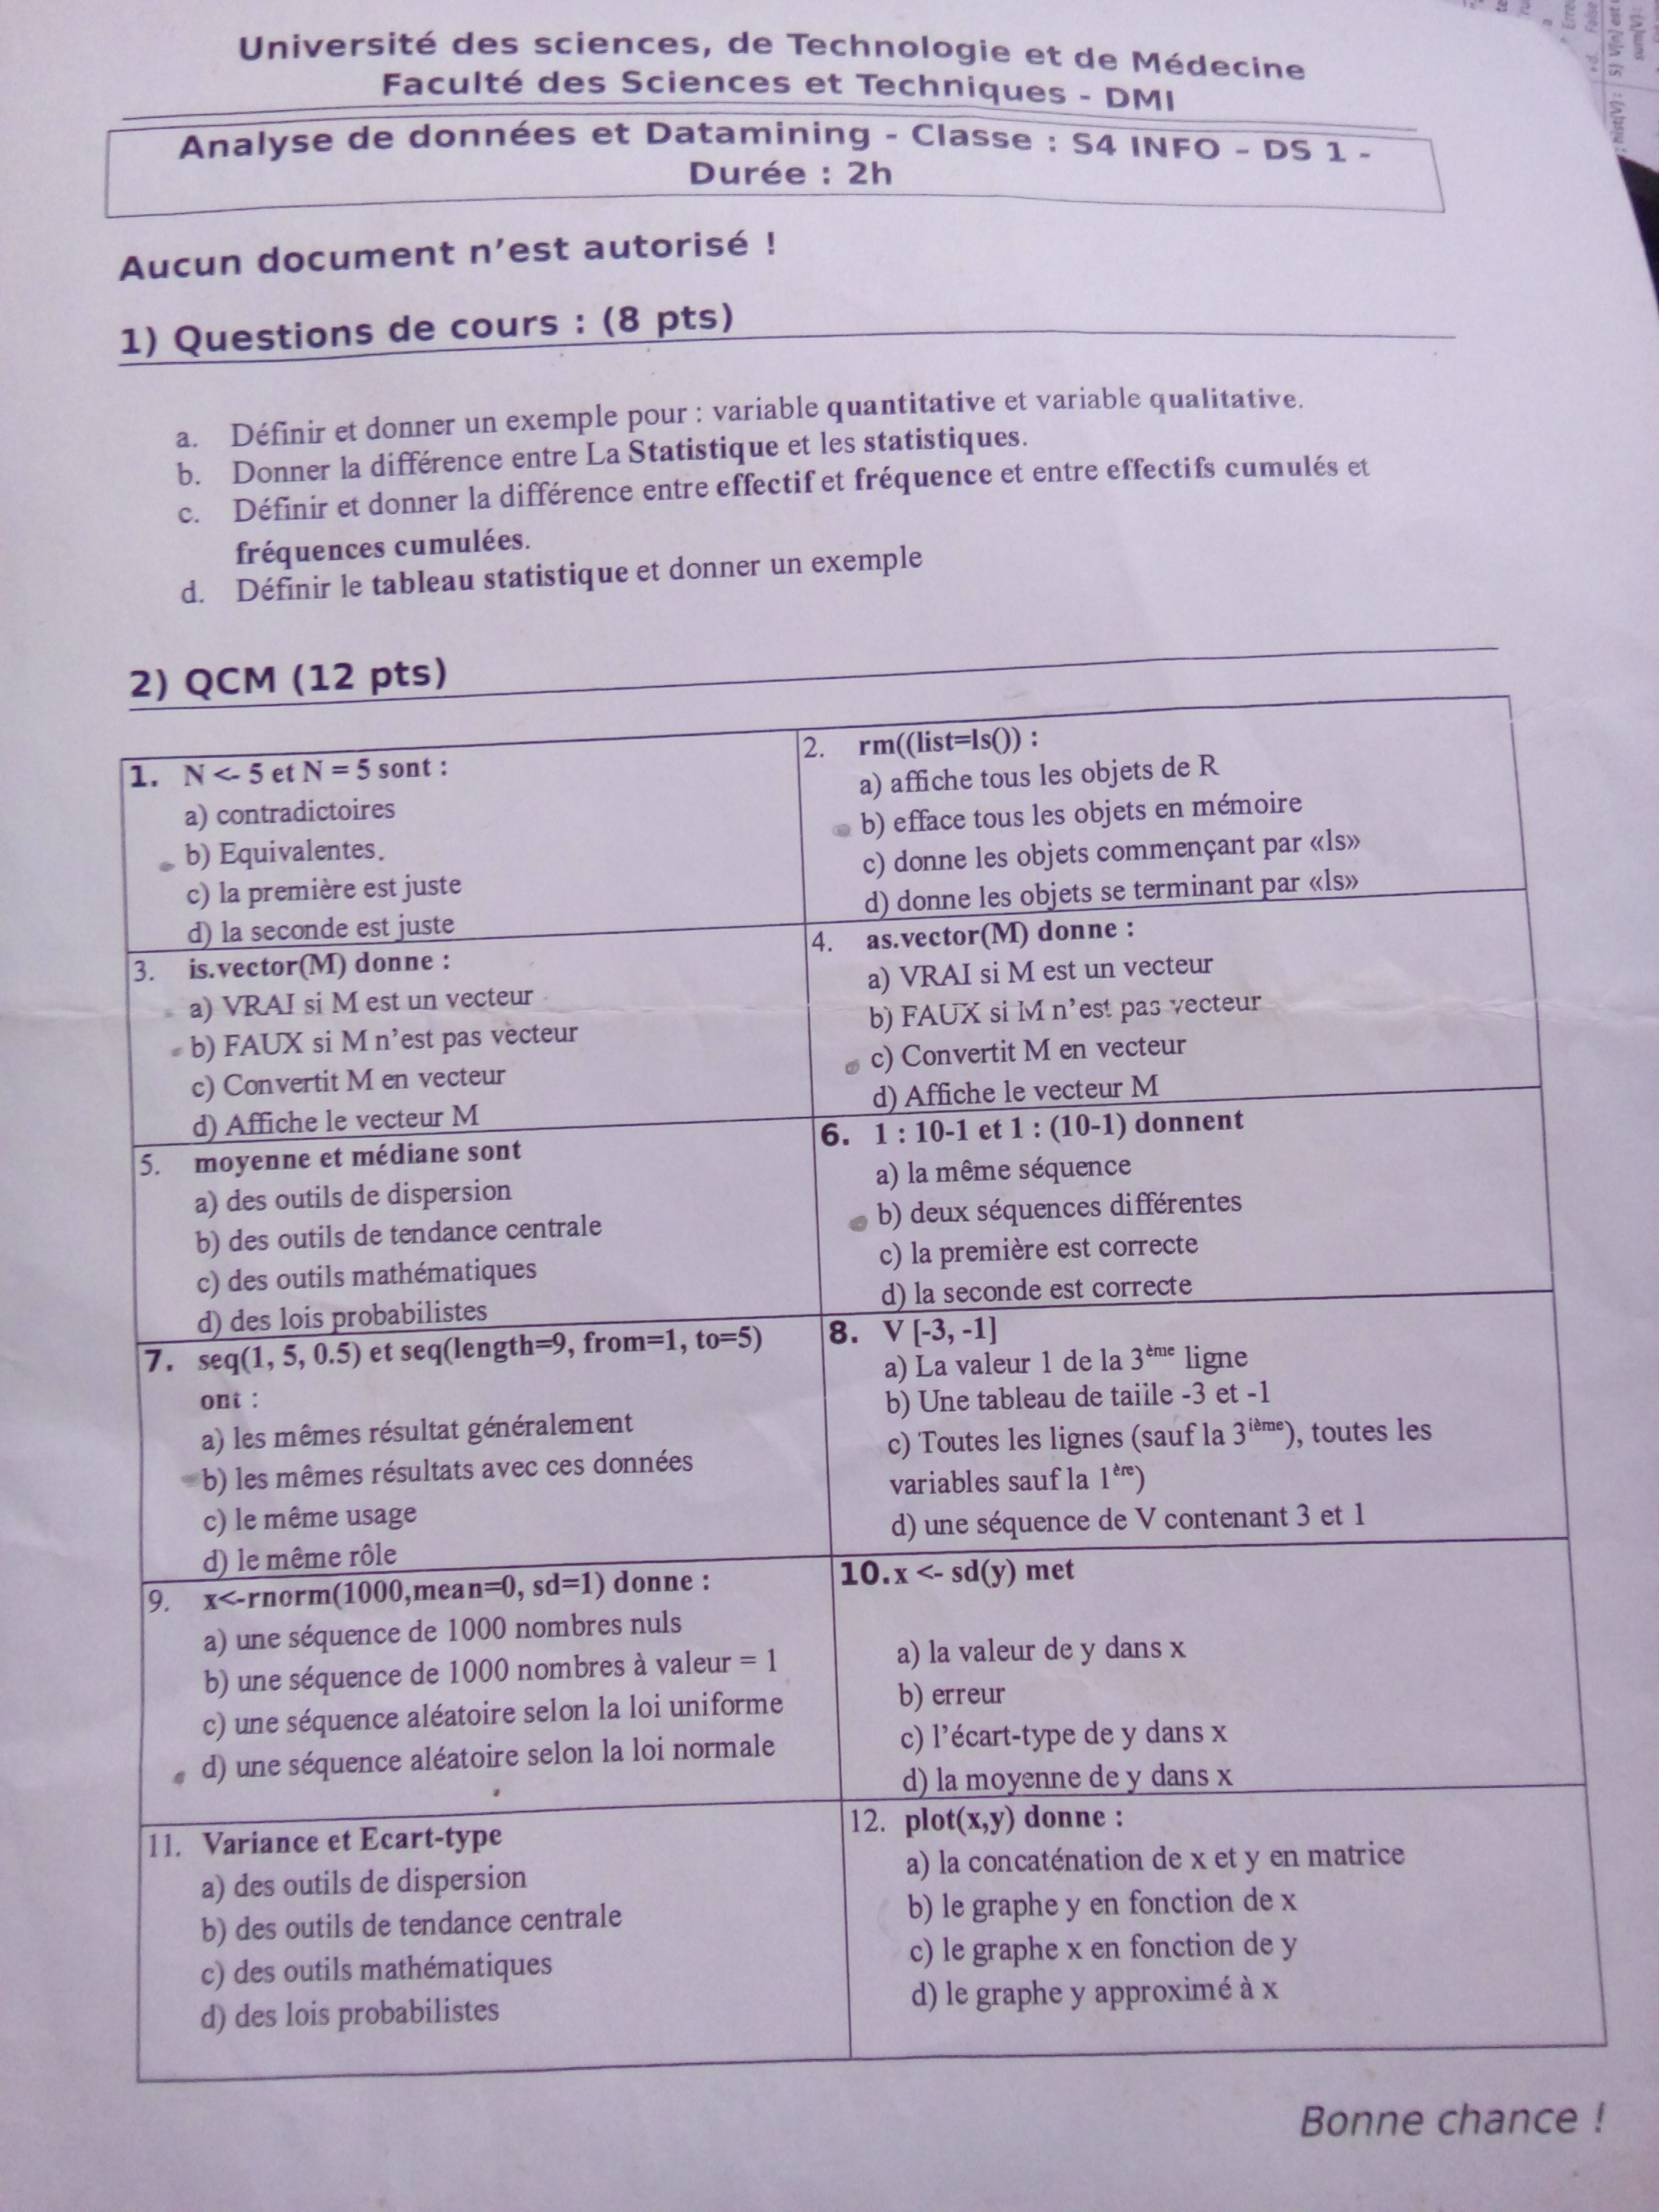 Université des sciences, de Technologie et de Médecine
Faculté des Sciences et Techniques - DMI
Analyse de données et Datamining - Classe : S4 INFO - DS 1 -
Durée : 2h
Aucun document n'est autorisé !
1) Questions de cours : (8 pts)
a. Définir et donner un exemple pour : variable quantitative et variable qualitative.
b. Donner la différence entre La Statistique et les statistiques.
c. Définir et donner la différence entre effectif et fréquence et entre effectifs cumulés et
fréquences cumulées.
d. Définir le tableau statistique et donner un exemple
2) QCM (12 pts)
1. N <- 5 et N = 5 sont :
a) contradictoires
b) Equivalentes.
c) la première est juste
d) la seconde est juste
2. rm((list=ls()) :
a) affiche tous les objets de R
b) efface tous les objets en mémoire
c) donne les objets commençant par «ls»
d) donne les objets se terminant par «ls»
3. is.vector(M) donne :
a) VRAI si M est un vecteur
b) FAUX si M n'est pas vecteur
c) Convertit M en vecteur
d) Affiche le vecteur M
4. as.vector(M) donne :
a) VRAI si M est un vecteur
b) FAUX si M n'est pas vecteur
c) Convertit M en vecteur
d) Affiche le vecteur M
5. moyenne et médiane sont
a) des outils de dispersion
b) des outils de tendance centrale
c) des outils mathématiques
d) des lois probabilistes
6. 1 : 10-1 et 1 : (10-1) donnent
a) la même séquence
b) deux séquences différentes
c) la première est correcte
d) la seconde est correcte
7. seq(1, 5, 0.5) et seq(length=9, from=1, to=5)
ont :
a) les mêmes résultat généralement
b) les mêmes résultats avec ces données
c) le même usage
d) le même rôle
8. V [-3, -1]
a) La valeur 1 de la 3ème ligne
b) Une tableau de taiile -3 et -1
c) Toutes les lignes (sauf la 3ième), toutes les
variables sauf la 1ère)
d) une séquence de V contenant 3 et 1
9. x<-rnorm(1000,mean=0, sd=1) donne :
a) une séquence de 1000 nombres nuls
b) une séquence de 1000 nombres à valeur = 1
c) une séquence aléatoire selon la loi uniforme
d) une séquence aléatoire selon la loi normale
10. x <- sd(y) met
a) la valeur de y dans x
b) erreur
c) l'écart-type de y dans x
d) la moyenne de y dans x
11. Variance et Ecart-type
a) des outils de dispersion
b) des outils de tendance centrale
c) des outils mathématiques
d) des lois probabilistes
12. plot(x,y) donne :
a) la concaténation de x et y en matrice
b) le graphe y en fonction de x
c) le graphe x en fonction de y
d) le graphe y approximé à x
Bonne chance !